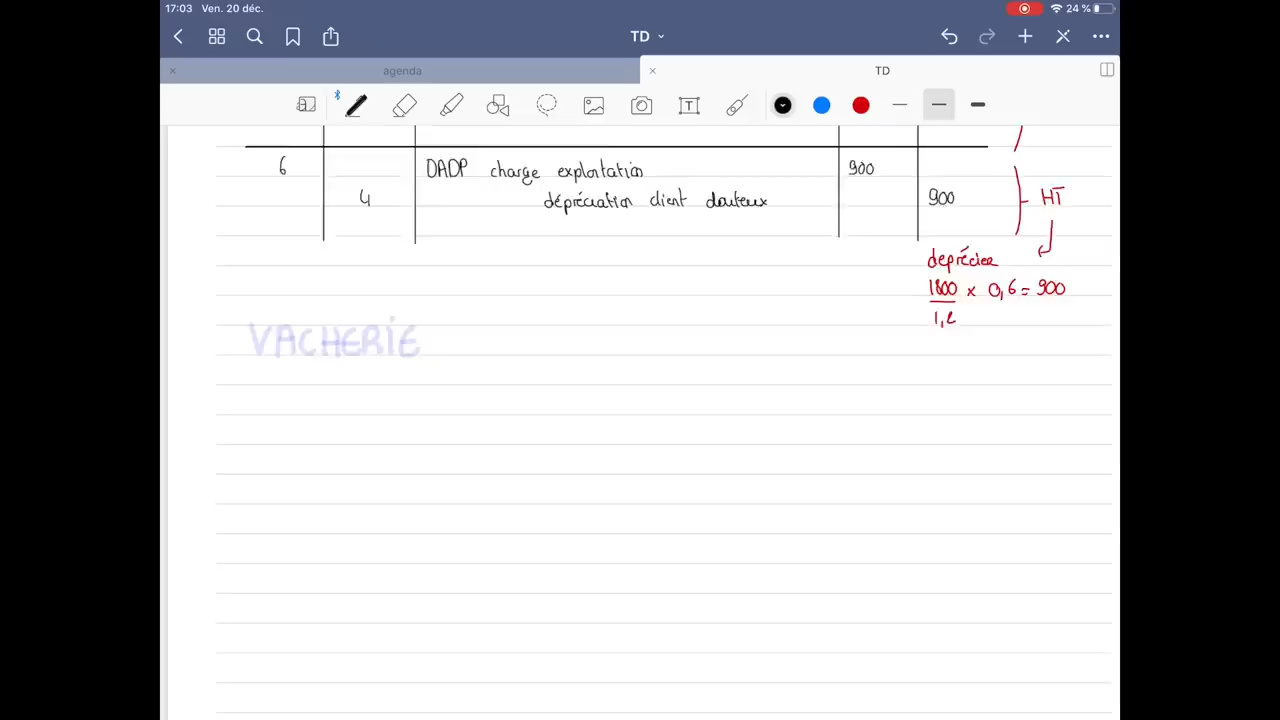 17:03 Ven. 20 déc.
24 %
TD
agenda
TD
6 DADP charge exploitation 900
4 dépréciation client douteux 900
HT
deprécier
1800 × 0,6 = 900
1,2
VACHERIE